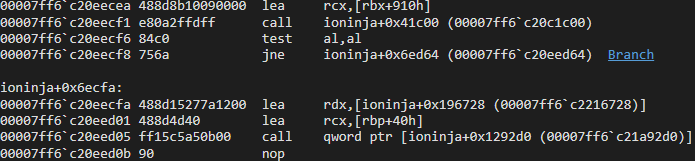 00007ff6`c20eecea 488d8b10090000 lea rcx,[rbx+910h]
00007ff6`c20eecf1 e80a2ffdff call ioninja+0x41c00 (00007ff6`c20c1c00)
00007ff6`c20eecf6 84c0 test al,al
00007ff6`c20eecf8 756a jne ioninja+0x6ed64 (00007ff6`c20eed64) Branch
ioninja+0x6ecfa:
00007ff6`c20eecfa 488d15277a1200 lea rdx,[ioninja+0x196728 (00007ff6`c2216728)]
00007ff6`c20eed01 488d4d40 lea rcx,[rbp+40h]
00007ff6`c20eed05 ff15c5a50b00 call qword ptr [ioninja+0x1292d0 (00007ff6`c21a92d0)]
00007ff6`c20eed0b 90 nop